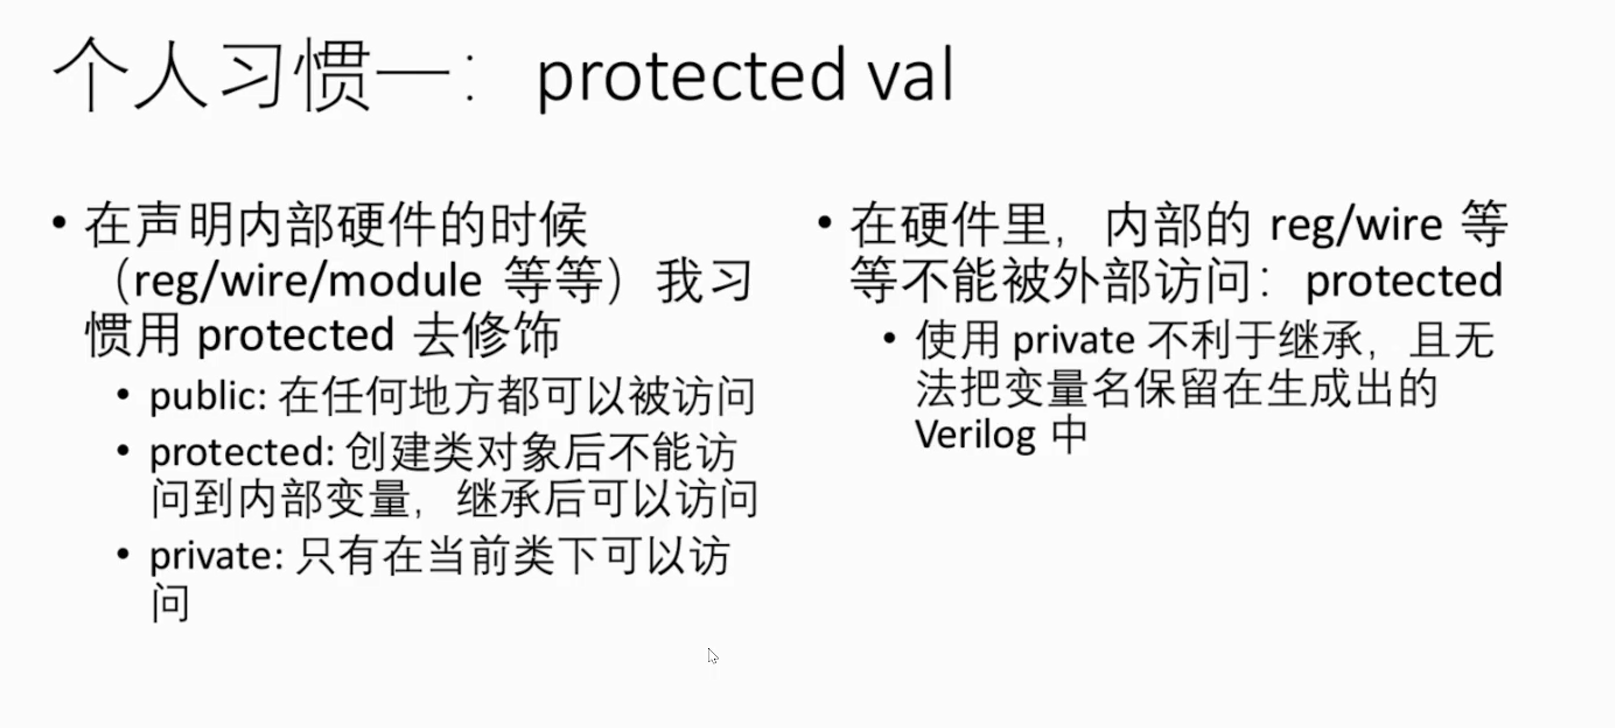 个人习惯一： protected val
• 在声明内部硬件的时候
（reg/wire/module 等等）我习
惯用 protected 去修饰
• public: 在任何地方都可以被访问
• protected: 创建类对象后不能访
问到内部变量，继承后可以访问
• private: 只有在当前类下可以访
问
• 在硬件里，内部的 reg/wire 等
等不能被外部访问：protected
• 使用 private 不利于继承，且无
法把变量名保留在生成出的
Verilog 中